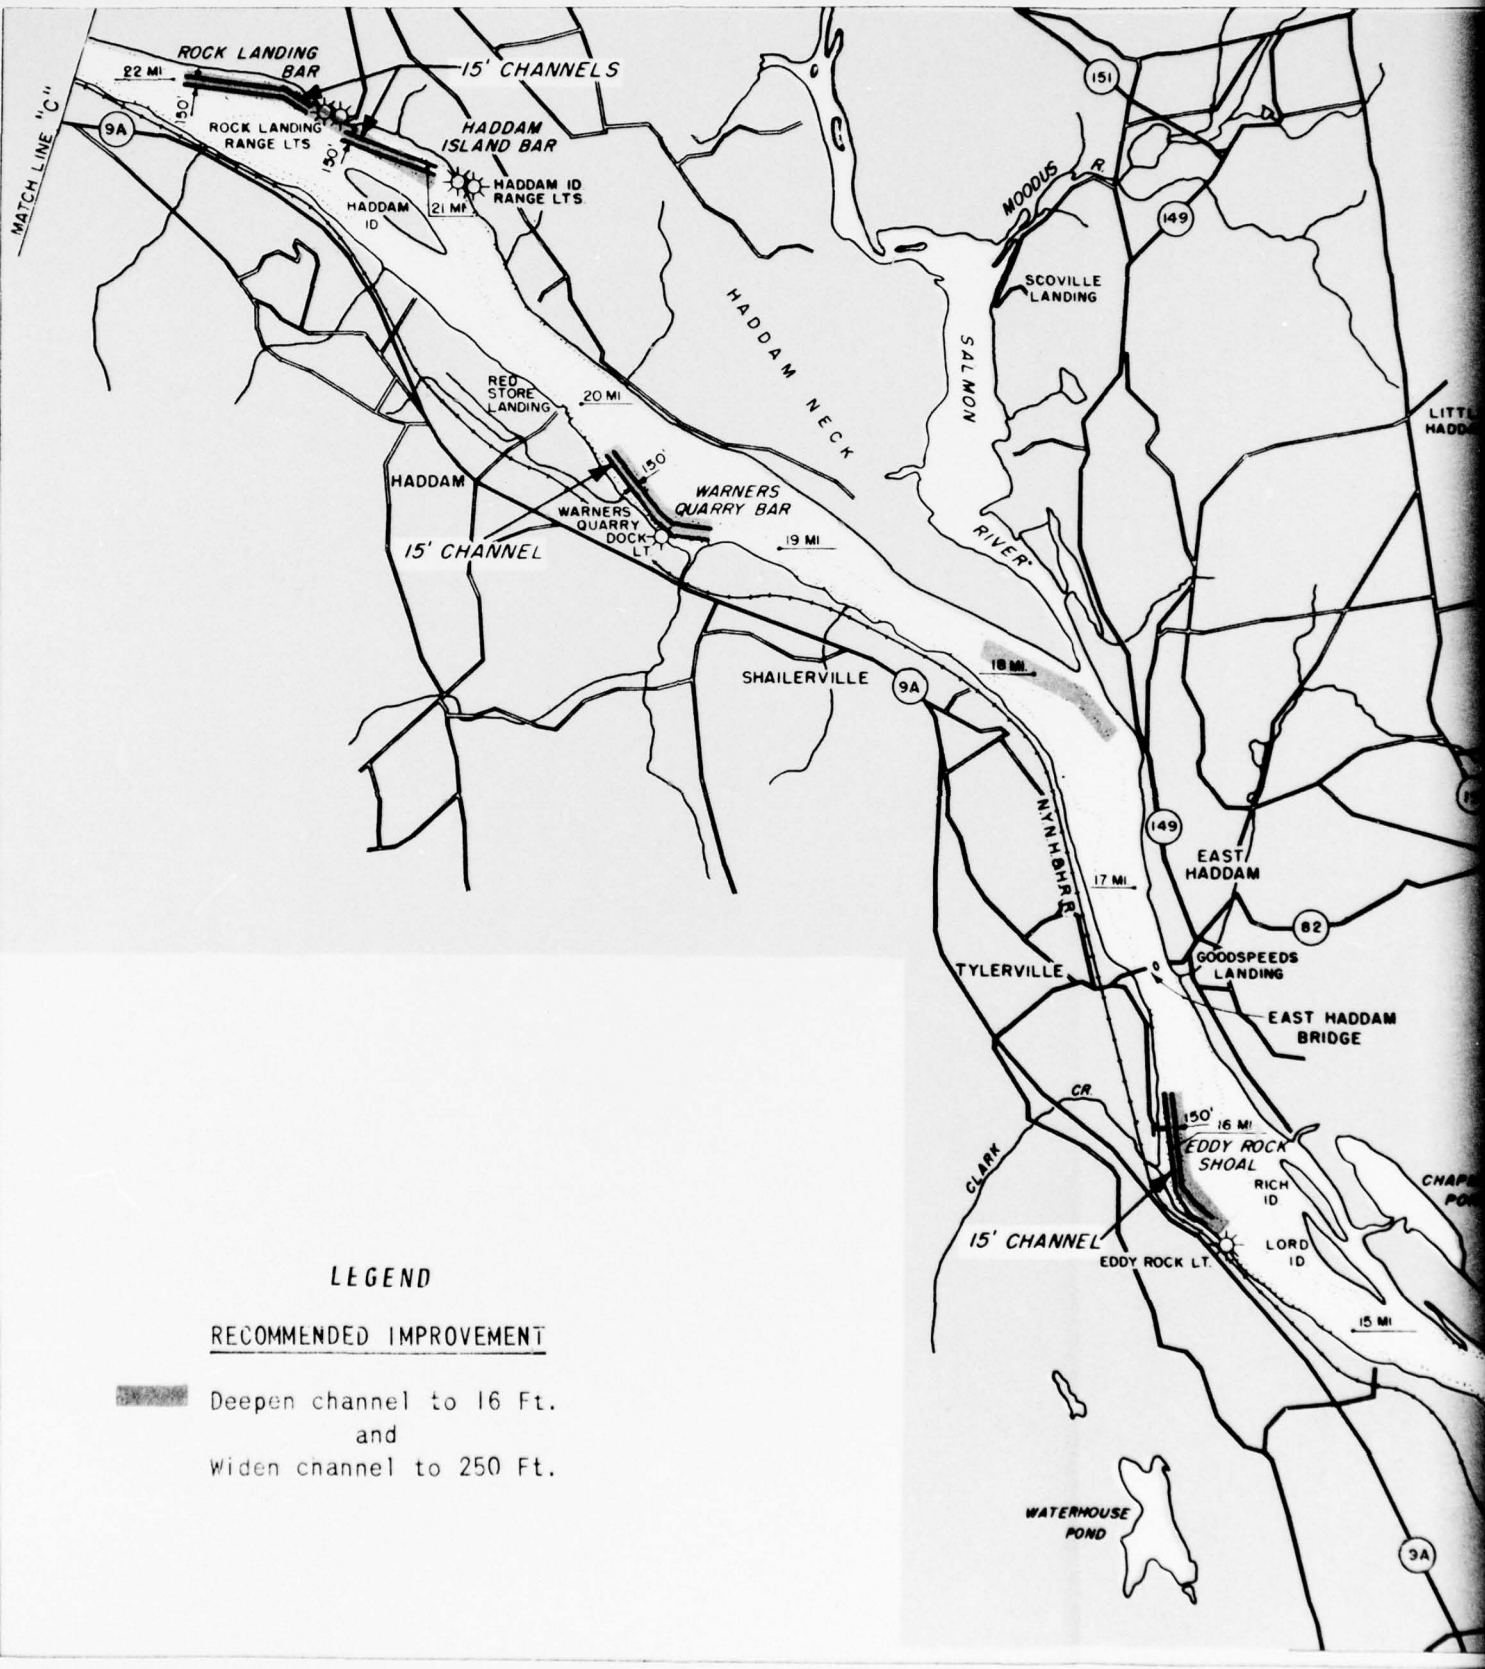 ROCK LANDING
BAR
15' CHANNELS
22 MI
150'
MATCH LINE "C"
9A
ROCK LANDING
RANGE LTS
150'
HADDAM
ISLAND BAR
HADDAM ID
RANGE LTS
HADDAM
ID
21 MI
151
MOODUS R.
149
SCOVILLE
LANDING
HADDAM NECK
SALMON
RIVER
RED
STORE
LANDING
20 MI
HADDAM
150'
WARNERS
QUARRY BAR
WARNERS
QUARRY
DOCK
LT
15' CHANNEL
19 MI
SHAILERVILLE
9A
18 MI.
N.Y.N.H.&H.R.R.
149
EAST
HADDAM
17 MI
82
TYLERVILLE
GOODSPEEDS
LANDING
EAST HADDAM
BRIDGE
CLARK CR.
150'
16 MI
EDDY ROCK
SHOAL
RICH
ID
15' CHANNEL
EDDY ROCK LT.
LORD
ID
15 MI
LEGEND
RECOMMENDED IMPROVEMENT
Deepen channel to 16 Ft.
and
Widen channel to 250 Ft.
WATERHOUSE
POND
9A